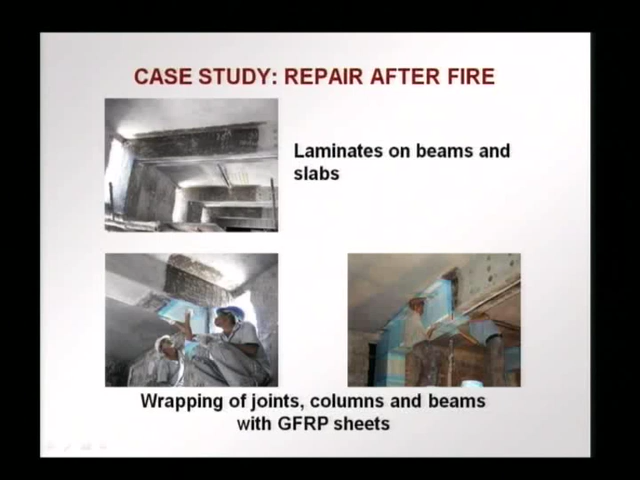 CASE STUDY: REPAIR AFTER FIRE
Laminates on beams and
slabs
Wrapping of joints, columns and beams
with GFRP sheets